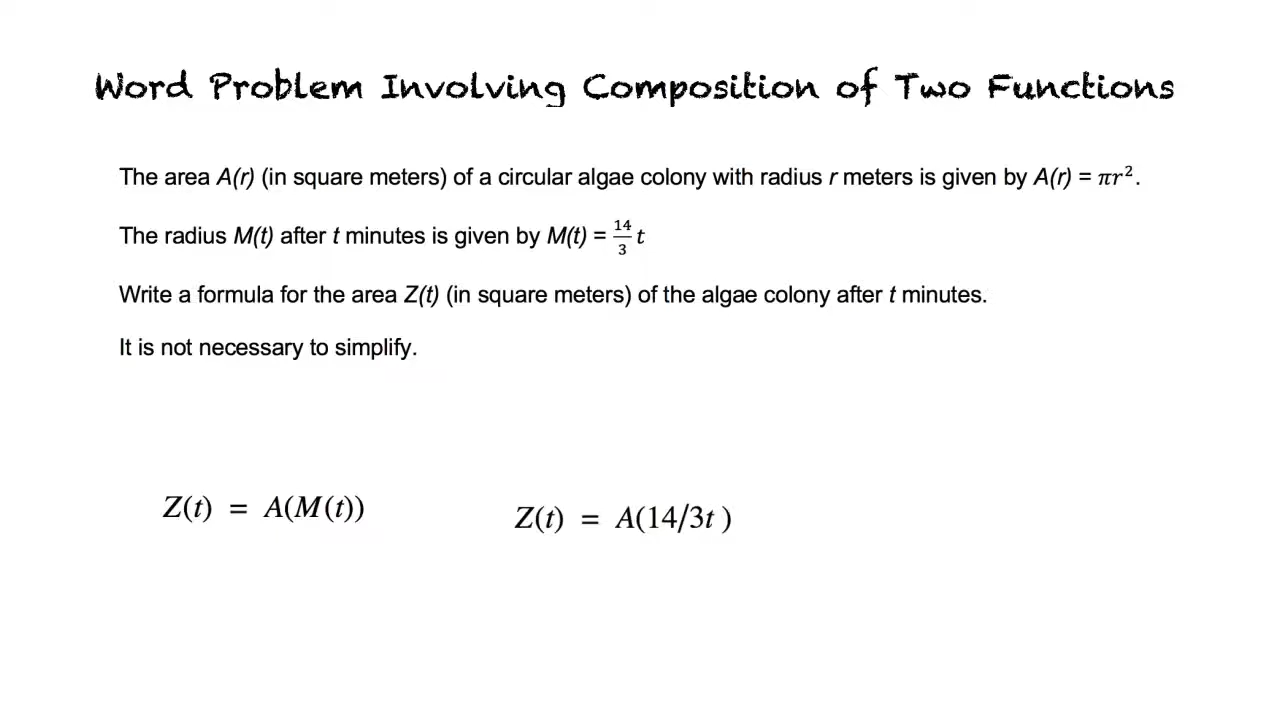 Word Problem Involving Composition of Two Functions
The area A(r) (in square meters) of a circular algae colony with radius r meters is given by A(r) = πr².
The radius M(t) after t minutes is given by M(t) = 14/3 t
Write a formula for the area Z(t) (in square meters) of the algae colony after t minutes.
It is not necessary to simplify.
Z(t) = A(M(t))
Z(t) = A(14/3t )